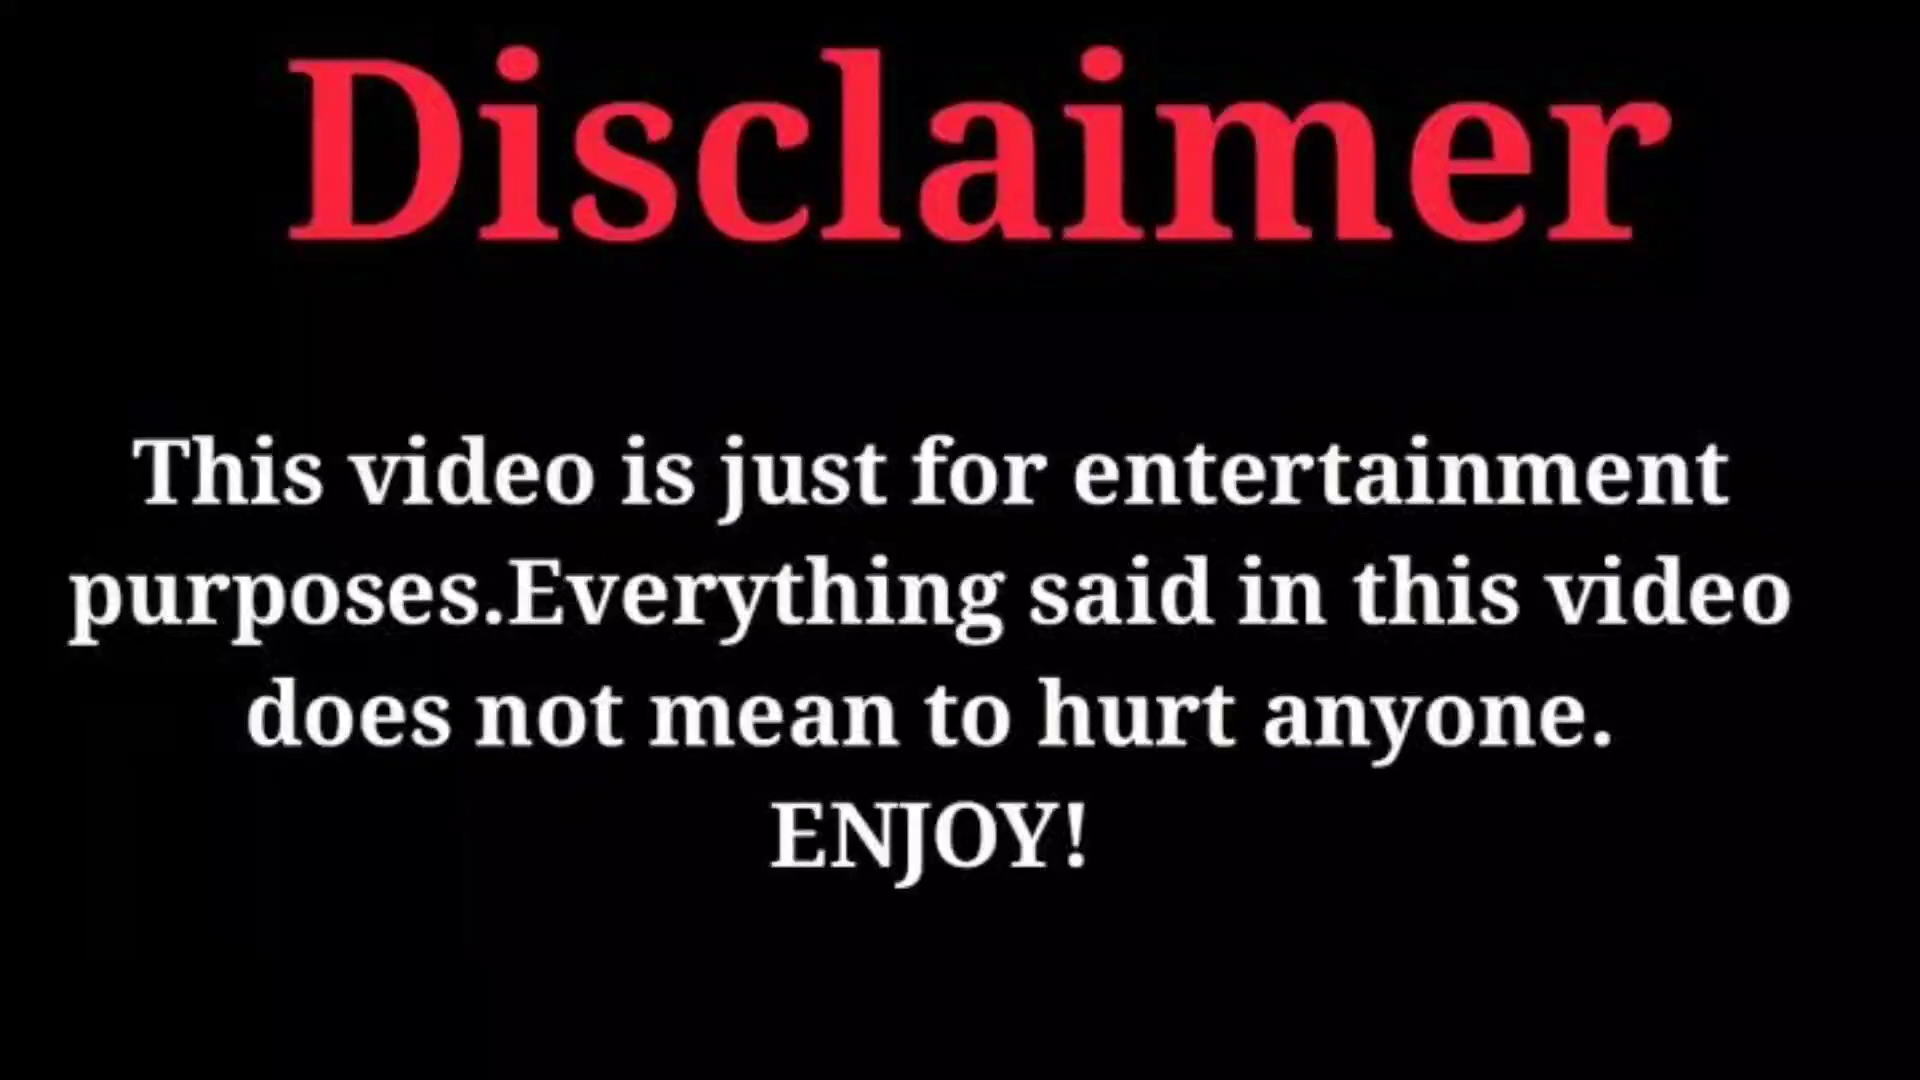 Disclaimer
This video is just for entertainment
purposes.Everything said in this video
does not mean to hurt anyone.
ENJOY!